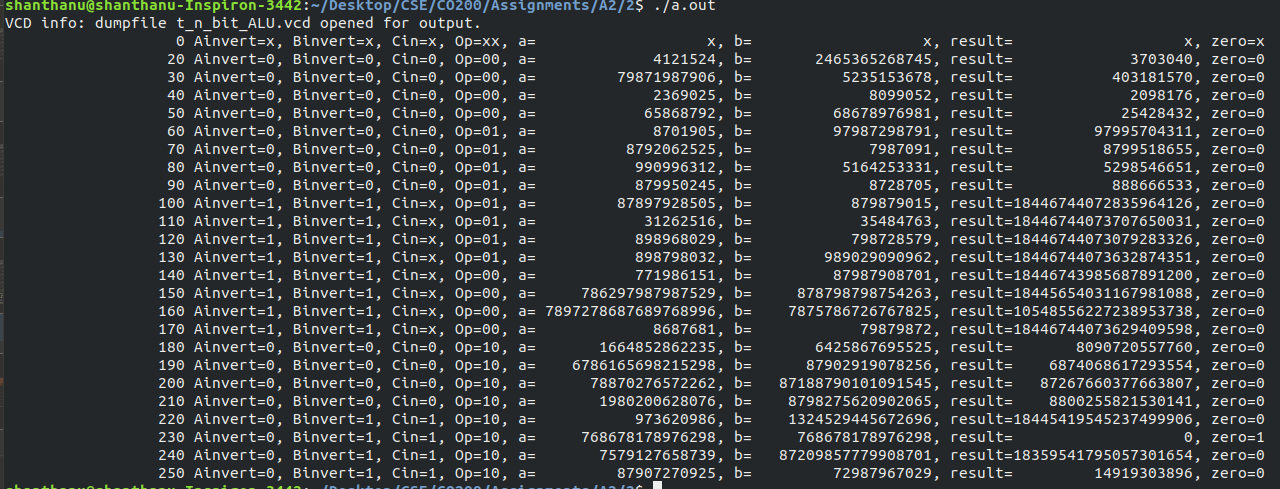 shanthanu@shanthanu-Inspiron-3442:~/Desktop/CSE/CO200/Assignments/A2/2$ ./a.out
VCD info: dumpfile t_n_bit_ALU.vcd opened for output.
0 Ainvert=x, Binvert=x, Cin=x, Op=xx, a= x, b= x, result= x, zero=x
20 Ainvert=0, Binvert=0, Cin=0, Op=00, a= 4121524, b= 2465365268745, result= 3703040, zero=0
30 Ainvert=0, Binvert=0, Cin=0, Op=00, a= 79871987906, b= 5235153678, result= 403181570, zero=0
40 Ainvert=0, Binvert=0, Cin=0, Op=00, a= 2369025, b= 8099052, result= 2098176, zero=0
50 Ainvert=0, Binvert=0, Cin=0, Op=00, a= 65868792, b= 68678976981, result= 25428432, zero=0
60 Ainvert=0, Binvert=0, Cin=0, Op=01, a= 8701905, b= 97987298791, result= 97995704311, zero=0
70 Ainvert=0, Binvert=0, Cin=0, Op=01, a= 8792062525, b= 7987091, result= 8799518655, zero=0
80 Ainvert=0, Binvert=0, Cin=0, Op=01, a= 990996312, b= 5164253331, result= 5298546651, zero=0
90 Ainvert=0, Binvert=0, Cin=0, Op=01, a= 879950245, b= 8728705, result= 888666533, zero=0
100 Ainvert=1, Binvert=1, Cin=x, Op=01, a= 87897928505, b= 879879015, result=18446744072835964126, zero=0
110 Ainvert=1, Binvert=1, Cin=x, Op=01, a= 31262516, b= 35484763, result=18446744073707650031, zero=0
120 Ainvert=1, Binvert=1, Cin=x, Op=01, a= 898968029, b= 798728579, result=18446744073079283326, zero=0
130 Ainvert=1, Binvert=1, Cin=x, Op=01, a= 898798032, b= 989029090962, result=18446744073632874351, zero=0
140 Ainvert=1, Binvert=1, Cin=x, Op=00, a= 771986151, b= 87987908701, result=18446743985687891200, zero=0
150 Ainvert=1, Binvert=1, Cin=x, Op=00, a= 786297987987529, b= 878798798754263, result=18445654031167981088, zero=0
160 Ainvert=1, Binvert=1, Cin=x, Op=00, a= 7897278687689768996, b= 7875786726767825, result=10548556227238953738, zero=0
170 Ainvert=1, Binvert=1, Cin=x, Op=00, a= 8687681, b= 79879872, result=18446744073629409598, zero=0
180 Ainvert=0, Binvert=0, Cin=0, Op=10, a= 1664852862235, b= 6425867695525, result= 8090720557760, zero=0
190 Ainvert=0, Binvert=0, Cin=0, Op=10, a= 6786165698215298, b= 87902919078256, result= 6874068617293554, zero=0
200 Ainvert=0, Binvert=0, Cin=0, Op=10, a= 78870276572262, b= 87188790101091545, result= 87267660377663807, zero=0
210 Ainvert=0, Binvert=0, Cin=0, Op=10, a= 1980200628076, b= 8798275620902065, result= 8800255821530141, zero=0
220 Ainvert=0, Binvert=1, Cin=1, Op=10, a= 973620986, b= 1324529445672696, result=18445419545237499906, zero=0
230 Ainvert=0, Binvert=1, Cin=1, Op=10, a= 768678178976298, b= 768678178976298, result= 0, zero=1
240 Ainvert=0, Binvert=1, Cin=1, Op=10, a= 7579127658739, b= 87209857779908701, result=18359541795057301654, zero=0
250 Ainvert=0, Binvert=1, Cin=1, Op=10, a= 87907270925, b= 72987967029, result= 14919303896, zero=0
shanthanu@shanthanu-Inspiron-3442:~/Desktop/CSE/CO200/Assignments/A2/2$